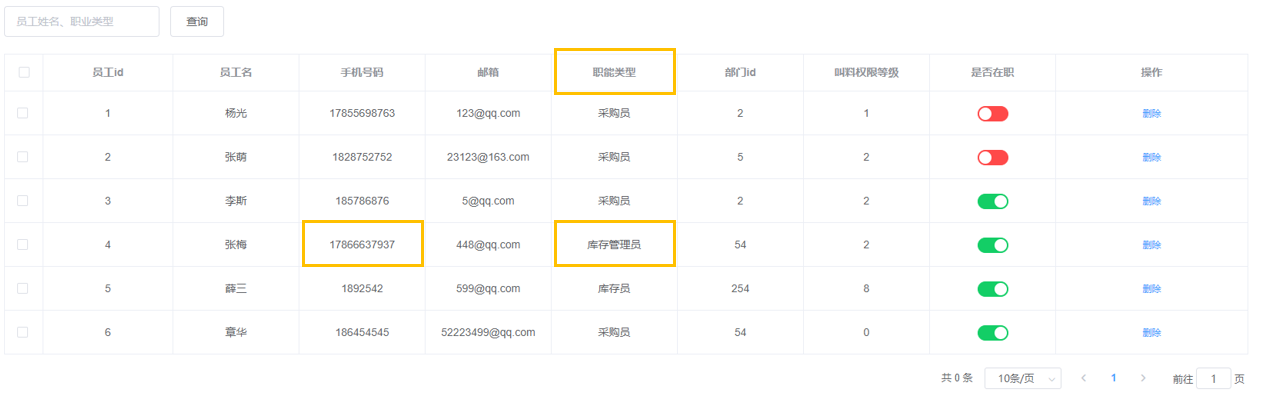 员工姓名、职业类型 查询
员工id 员工名 手机号码 邮箱 职能类型 部门id 叫料权限等级 是否在职 操作
1 杨光 17855698763 123@qq.com 采购员 2 1 删除
2 张萌 1828752752 23123@163.com 采购员 5 2 删除
3 李斯 185786876 5@qq.com 采购员 2 2 删除
4 张梅 17866637937 448@qq.com 库存管理员 54 2 删除
5 薛三 1892542 599@qq.com 库存员 254 8 删除
6 章华 186454545 52223499@qq.com 采购员 54 0 删除
共 0 条 10条/页 1 前往 1 页